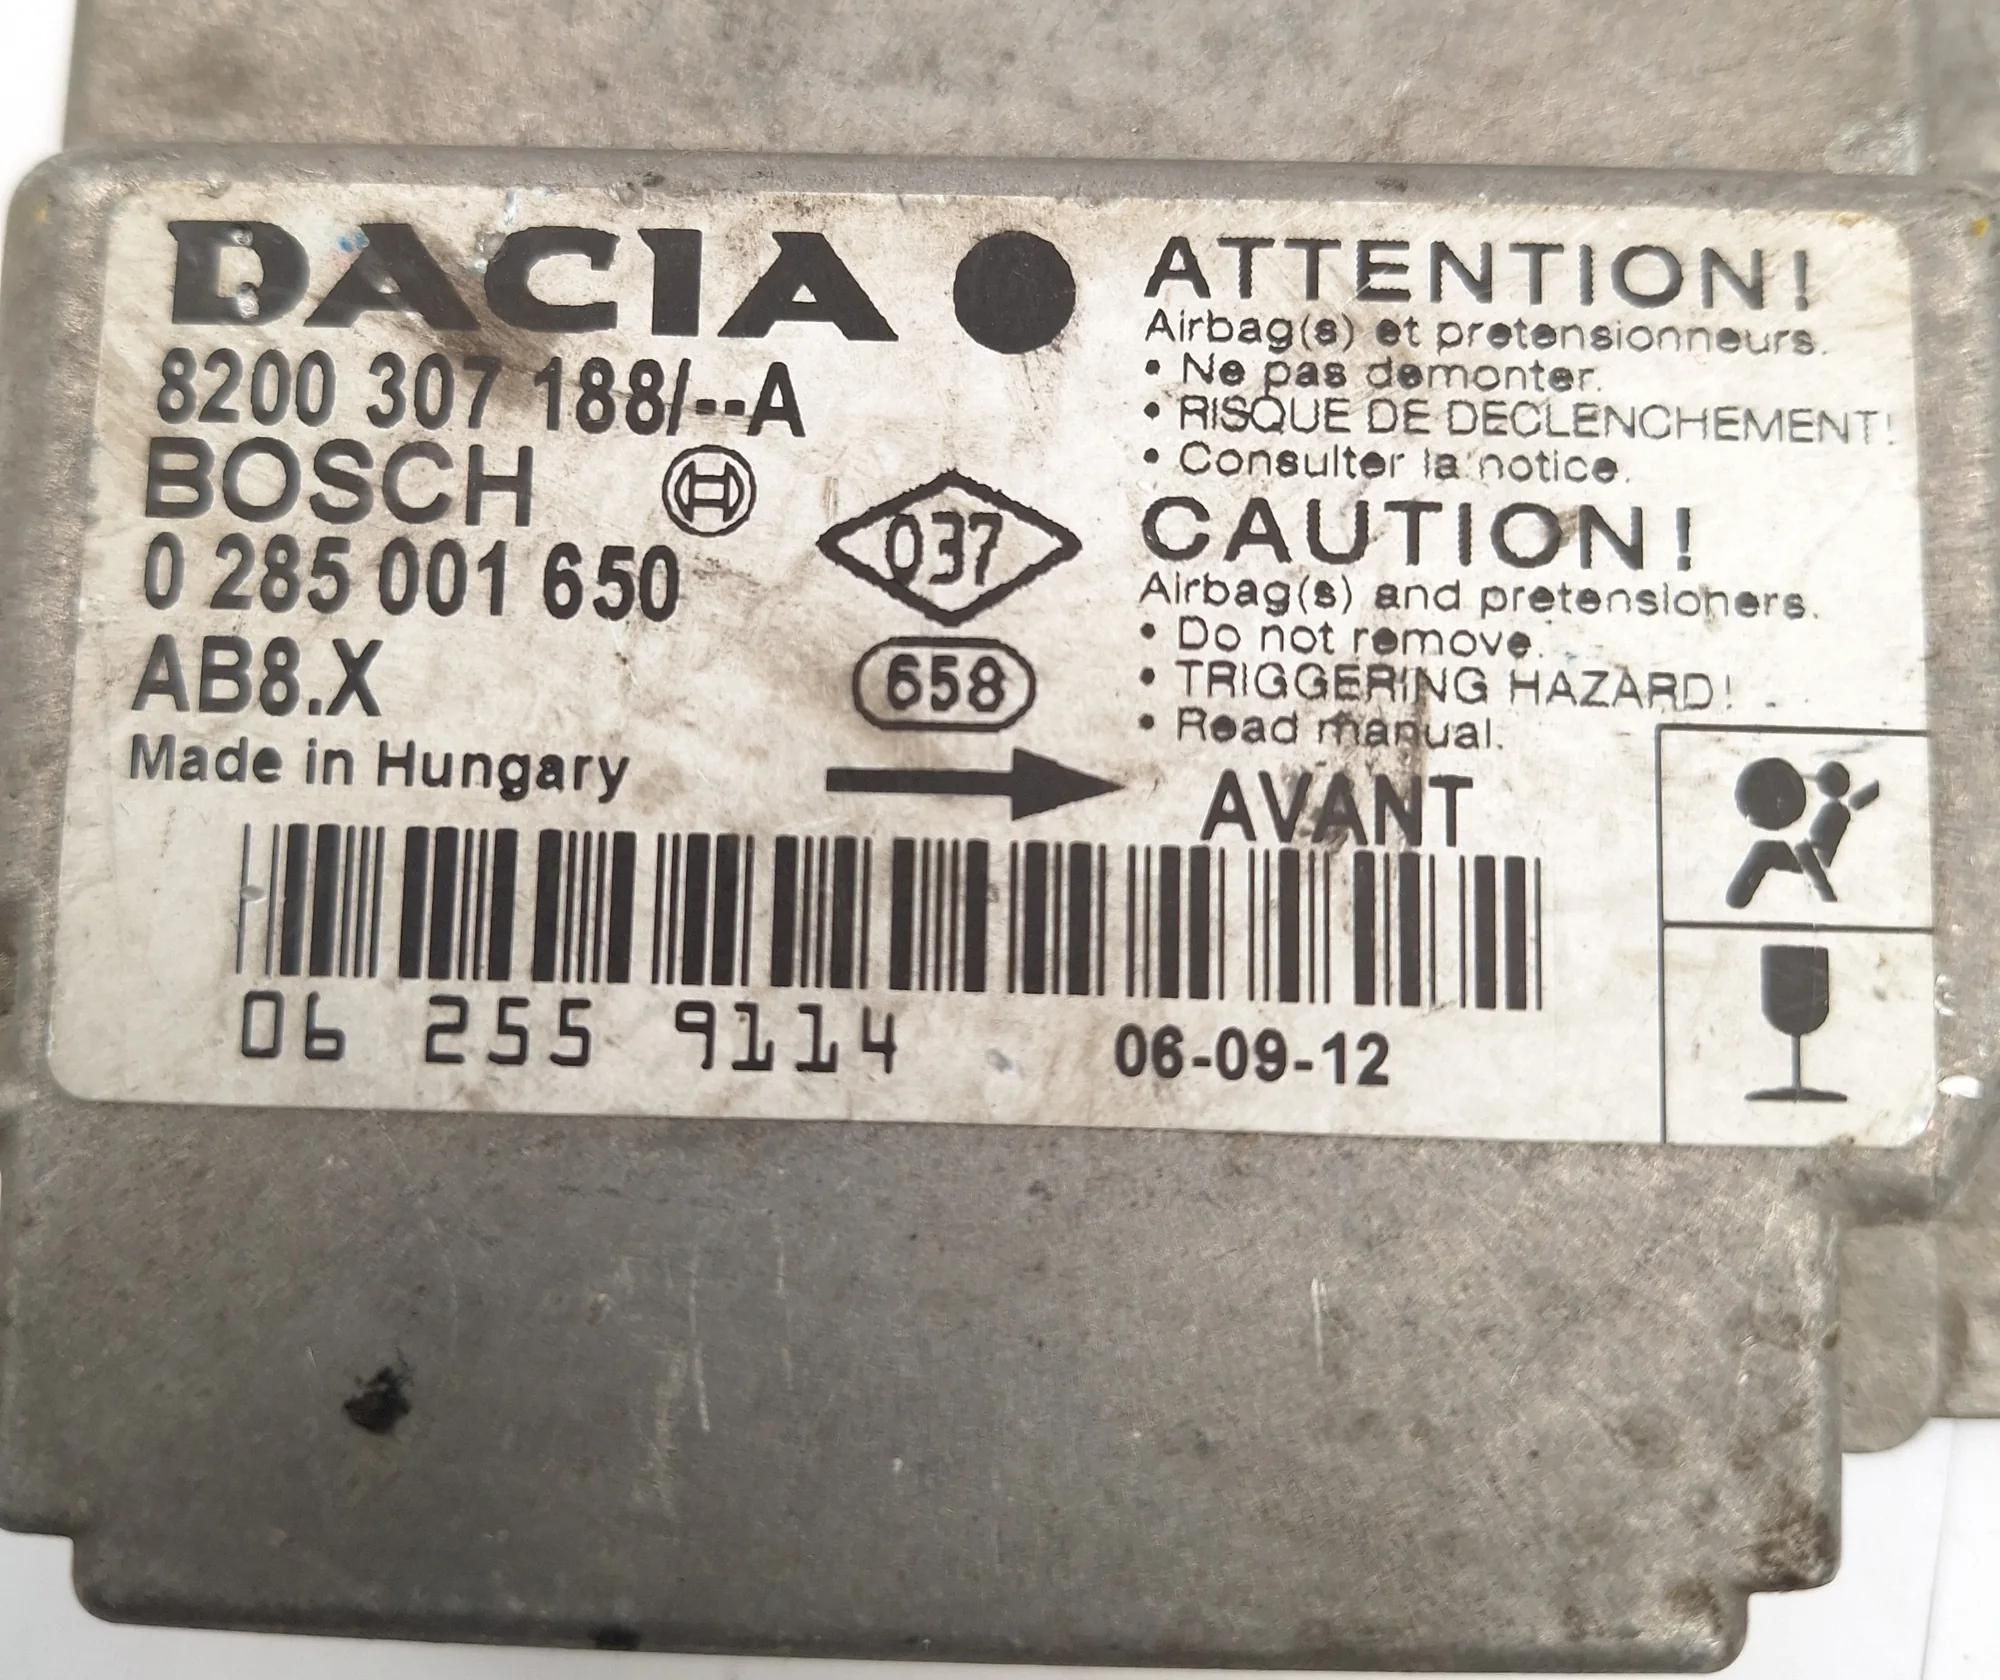 DACIA
8200 307 188/--A
BOSCH
0 285 001 650
AB8.X
Made in Hungary
037
658
ATTENTION!
Airbag(s) et pretensionneurs.
• Ne pas demonter.
• RISQUE DE DECLENCHEMENT!
• Consulter la notice.
CAUTION!
Airbag(s) and pretensioners.
• Do not remove.
• TRIGGERING HAZARD!
• Read manual.
AVANT
06 255 9114
06-09-12